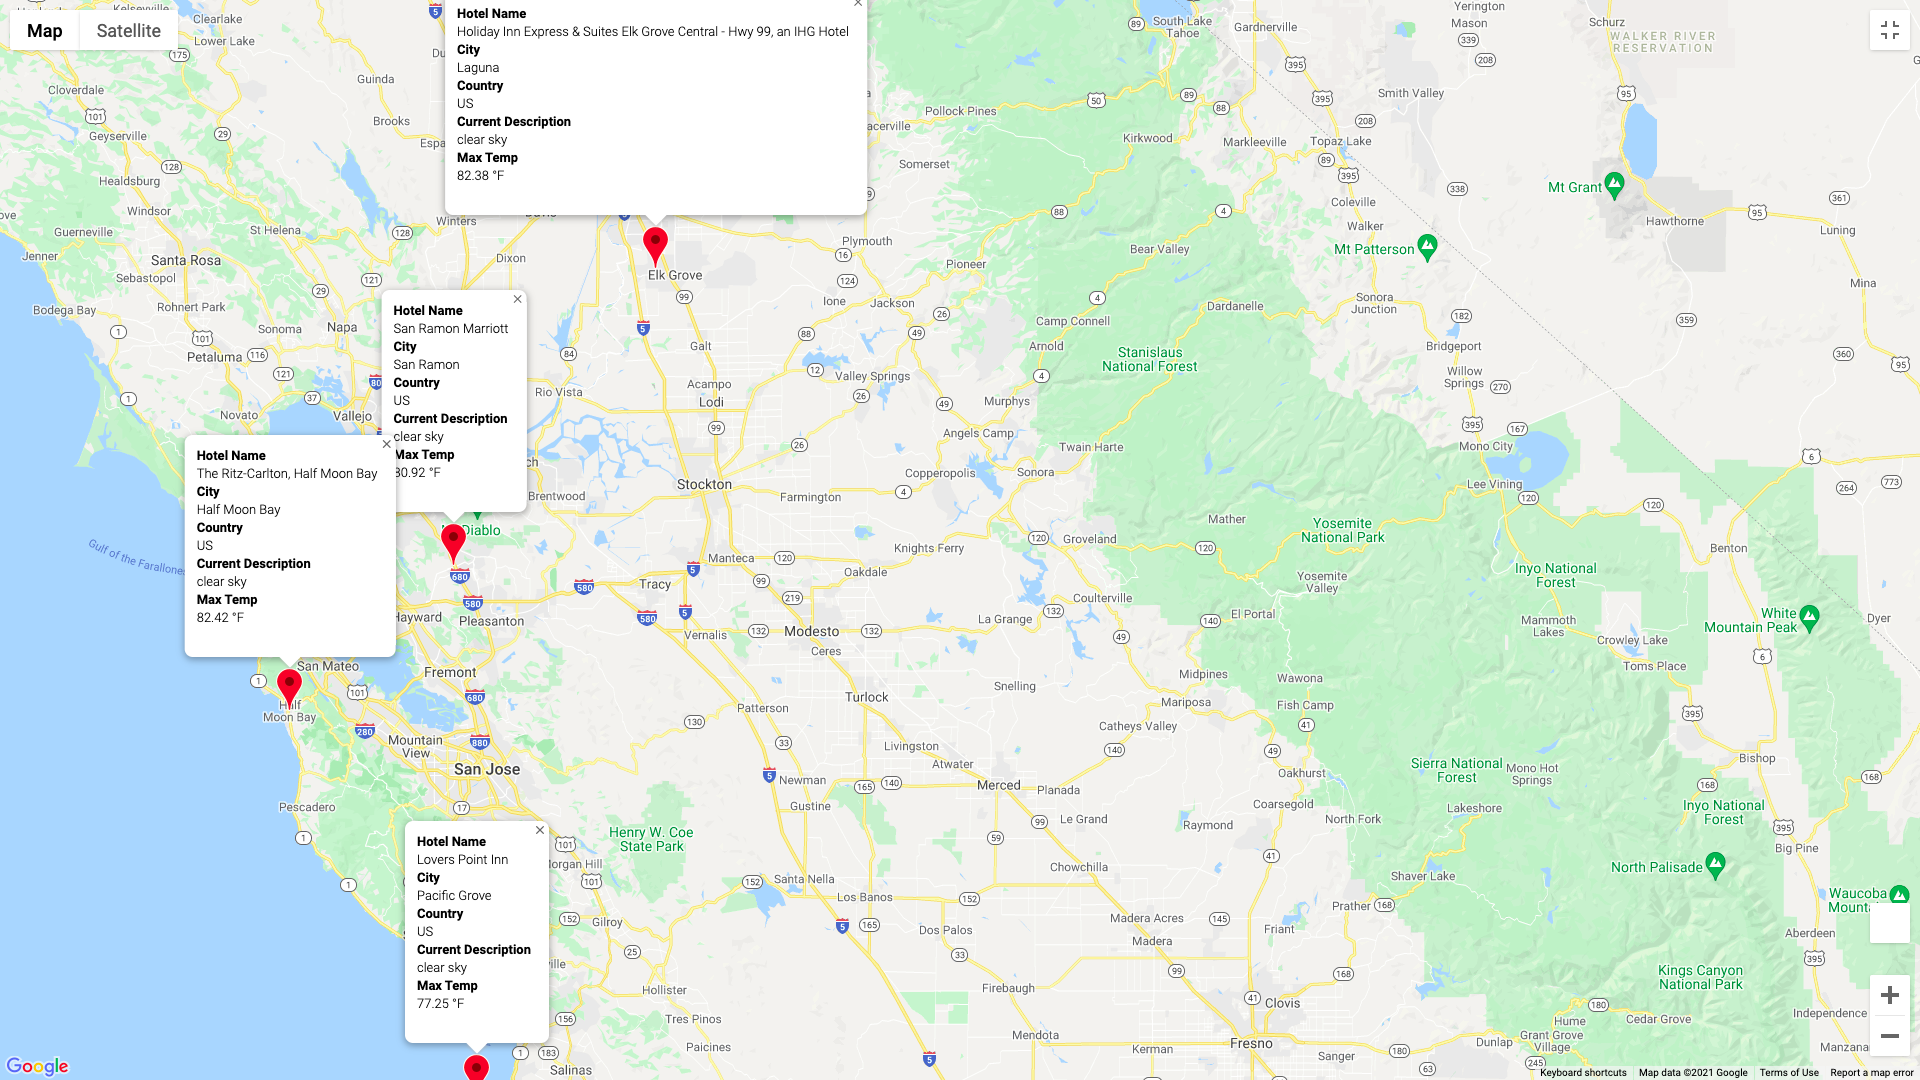 Map
Satellite
Hotel Name
Holiday Inn Express & Suites Elk Grove Central - Hwy 99, an IHG Hotel
City
Laguna
Country
US
Current Description
clear sky
Max Temp
82.38 °F
Hotel Name
San Ramon Marriott
City
San Ramon
Country
US
Current Description
clear sky
Max Temp
80.92 °F
Hotel Name
The Ritz-Carlton, Half Moon Bay
City
Half Moon Bay
Country
US
Current Description
clear sky
Max Temp
82.42 °F
Hotel Name
Lovers Point Inn
City
Pacific Grove
Country
US
Current Description
clear sky
Max Temp
77.25 °F
Clearlake
Lower Lake
Cloverdale
Guinda
Brooks
Geyserville
Healdsburg
Windsor
Guerneville
St Helena
Winters
Jenner
Santa Rosa
Sebastopol
Dixon
Rohnert Park
Bodega Bay
Sonoma
Napa
Petaluma
Novato
Vallejo
Gulf of the Farallones
Elk Grove
Galt
Acampo
Lodi
Rio Vista
Brentwood
Stockton
Farmington
Manteca
Tracy
Vernalis
Modesto
Ceres
Turlock
Patterson
Newman
Gustine
Pleasanton
Hayward
Fremont
San Mateo
Half
Moon Bay
Mountain
View
San Jose
Pescadero
Henry W. Coe
State Park
Morgan Hill
Gilroy
Hollister
Tres Pinos
Paicines
Salinas
Santa Nella
Los Banos
Dos Palos
Firebaugh
Mendota
Kerman
Fresno
Clovis
Sanger
Madera
Madera Acres
Chowchilla
Le Grand
Planada
Merced
Atwater
Livingston
Snelling
La Grange
Oakdale
Knights Ferry
Copperopolis
Angels Camp
Murphys
Valley Springs
Arnold
Camp Connell
Ione
Jackson
Plymouth
Pioneer
Somerset
Pollock Pines
Kirkwood
Bear Valley
Dardanelle
Stanislaus
National Forest
Twain Harte
Sonora
Groveland
Mather
Coulterville
El Portal
Yosemite
Valley
Yosemite
National Park
Midpines
Mariposa
Catheys Valley
Wawona
Fish Camp
Oakhurst
Coarsegold
Raymond
North Fork
Friant
Prather
Shaver Lake
Lakeshore
Sierra National
Forest
Mono Hot
Springs
South Lake
Tahoe
Gardnerville
Markleeville
Topaz Lake
Coleville
Walker
Mt Patterson
Sonora
Junction
Bridgeport
Willow
Springs
Mono City
Lee Vining
Yerington
Mason
Smith Valley
Schurz
WALKER RIVER
RESERVATION
Mt Grant
Hawthorne
Luning
Mina
Benton
Inyo National
Forest
White
Mountain Peak
Dyer
Mammoth
Lakes
Crowley Lake
Toms Place
Bishop
Inyo National
Forest
Big Pine
North Palisade
Waucoba
Aberdeen
Kings Canyon
National Park
Independence
Hume
Cedar Grove
Grant Grove
Village
Dunlap
Google
Keyboard shortcuts
Map data ©2021 Google
Terms of Use
Report a map error